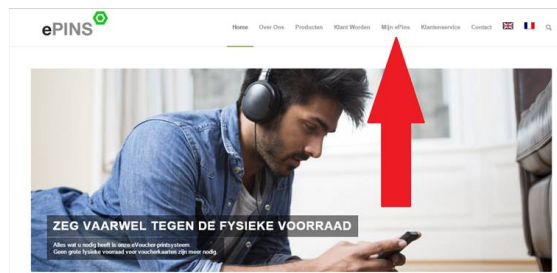 ePINS
Home Over Ons Producten Klant Worden Mijn ePins Klantenservice Contact
ZEG VAARWEL TEGEN DE FYSIEKE VOORRAAD
Alles wat u nodig heeft is onze eVoucher-printsysteem.
Geen grote fysieke voorraad voor voucherkaarten zijn meer nodig.